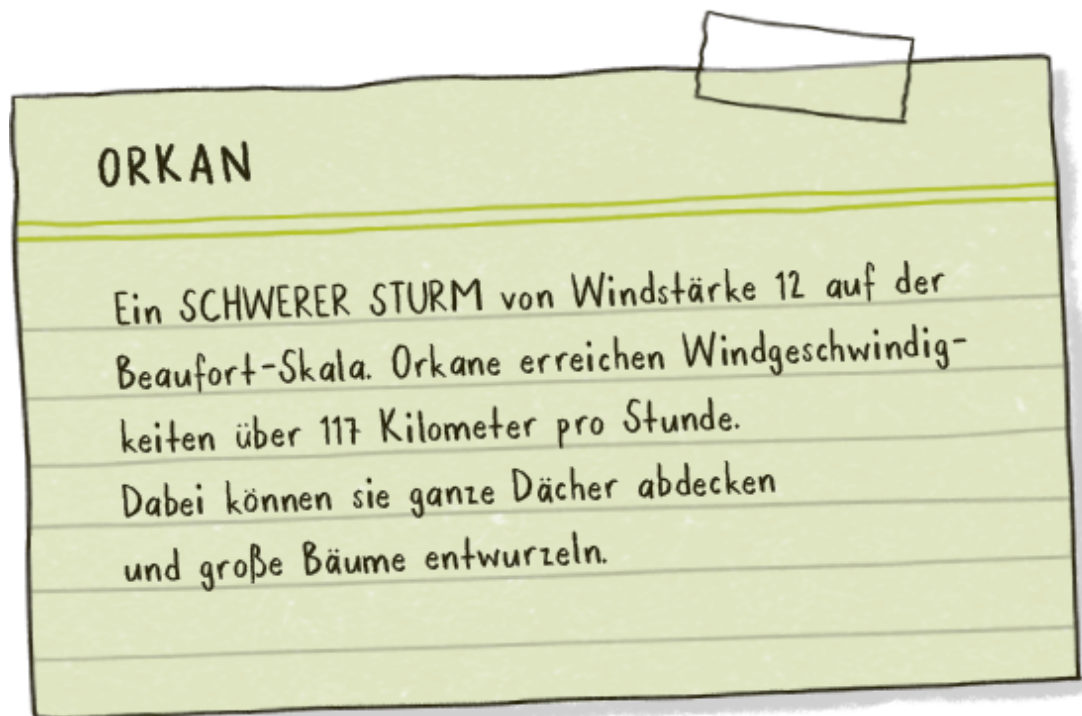 ORKAN
Ein SCHWERER STURM von Windstärke 12 auf der
Beaufort-Skala. Orkane erreichen Windgeschwindig-
keiten über 117 Kilometer pro Stunde.
Dabei können sie ganze Dächer abdecken
und große Bäume entwurzeln.